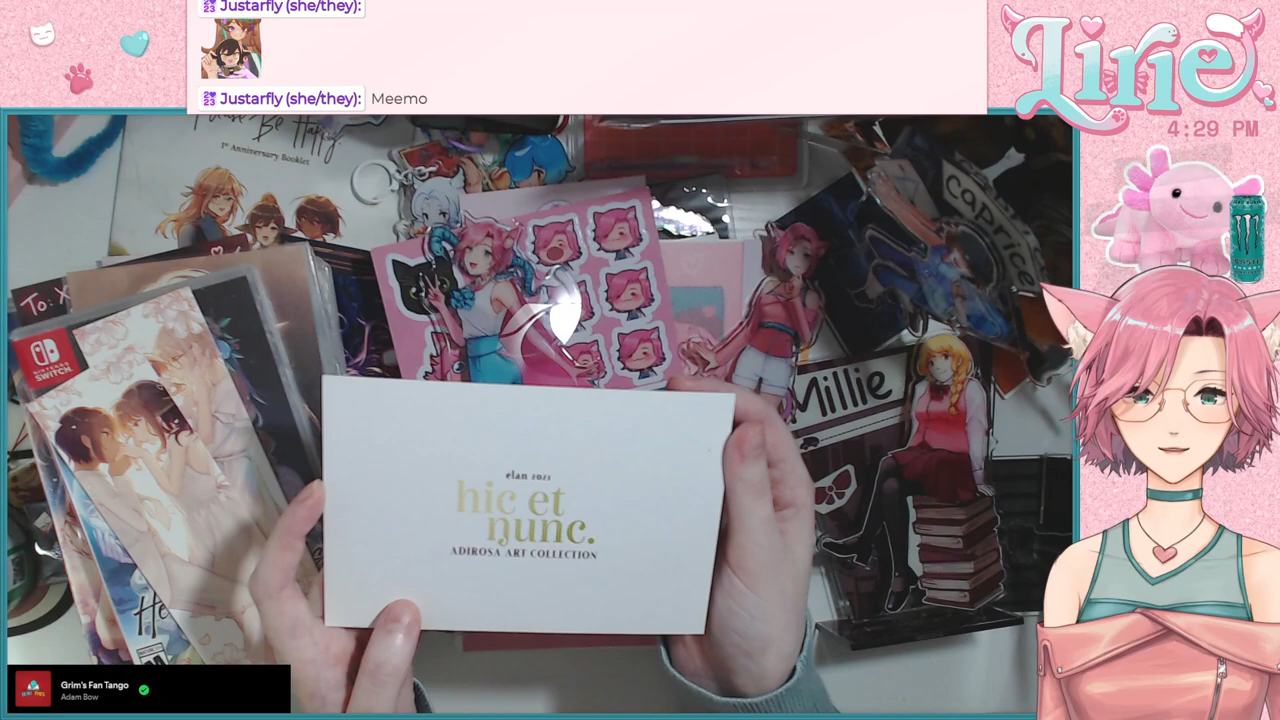 Justarfly (she/they):
Justarfly (she/they): Meemo
Lirie
4:29 PM
Please Be Happy
1st Anniversary Booklet
To: X
NINTENDO
SWITCH
caprice
Millie
elan 2023
hic et
nunc.
ADIROSA ART COLLECTION
Grim's Fan Tango
Adam Bow